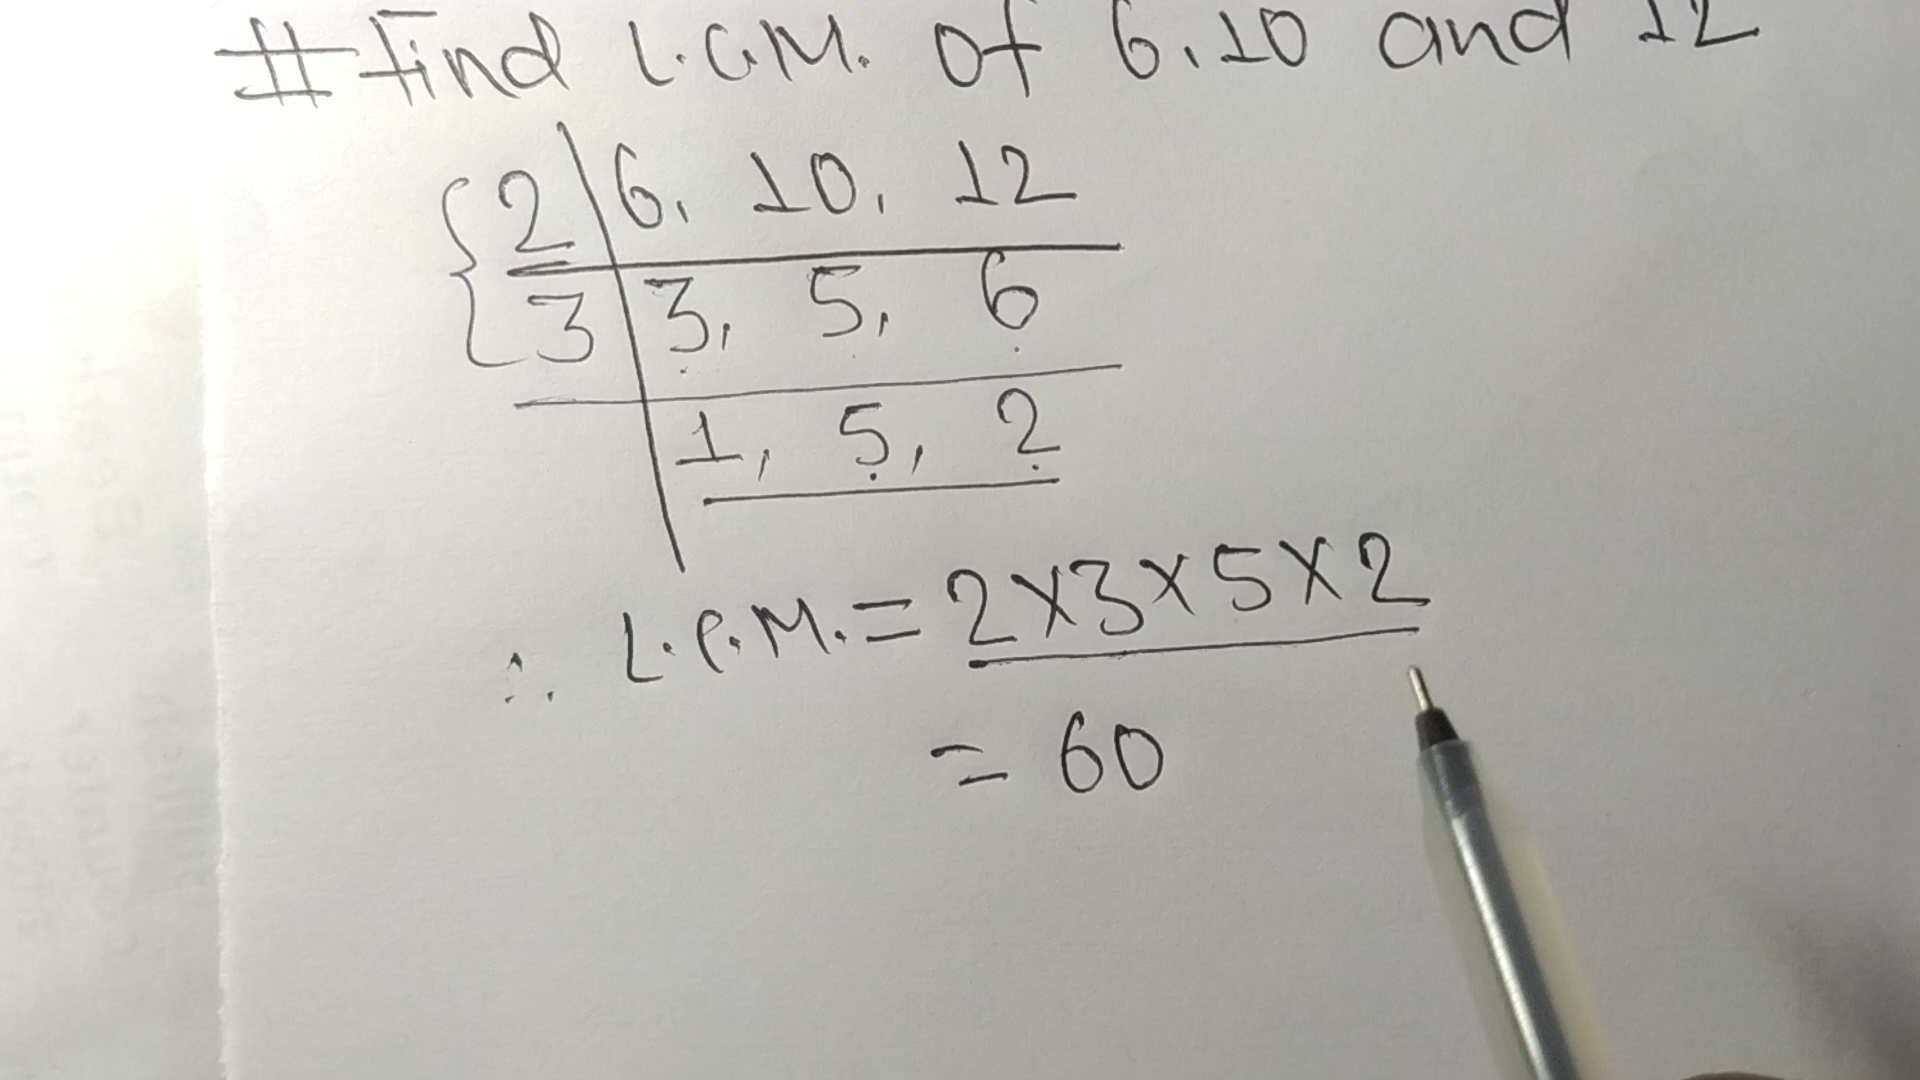 # Find L.C.M. of 6, 10 and 12
2 | 6, 10, 12
3 | 3, 5, 6
1, 5, 2
∴ L.C.M. = 2×3×5×2
= 60